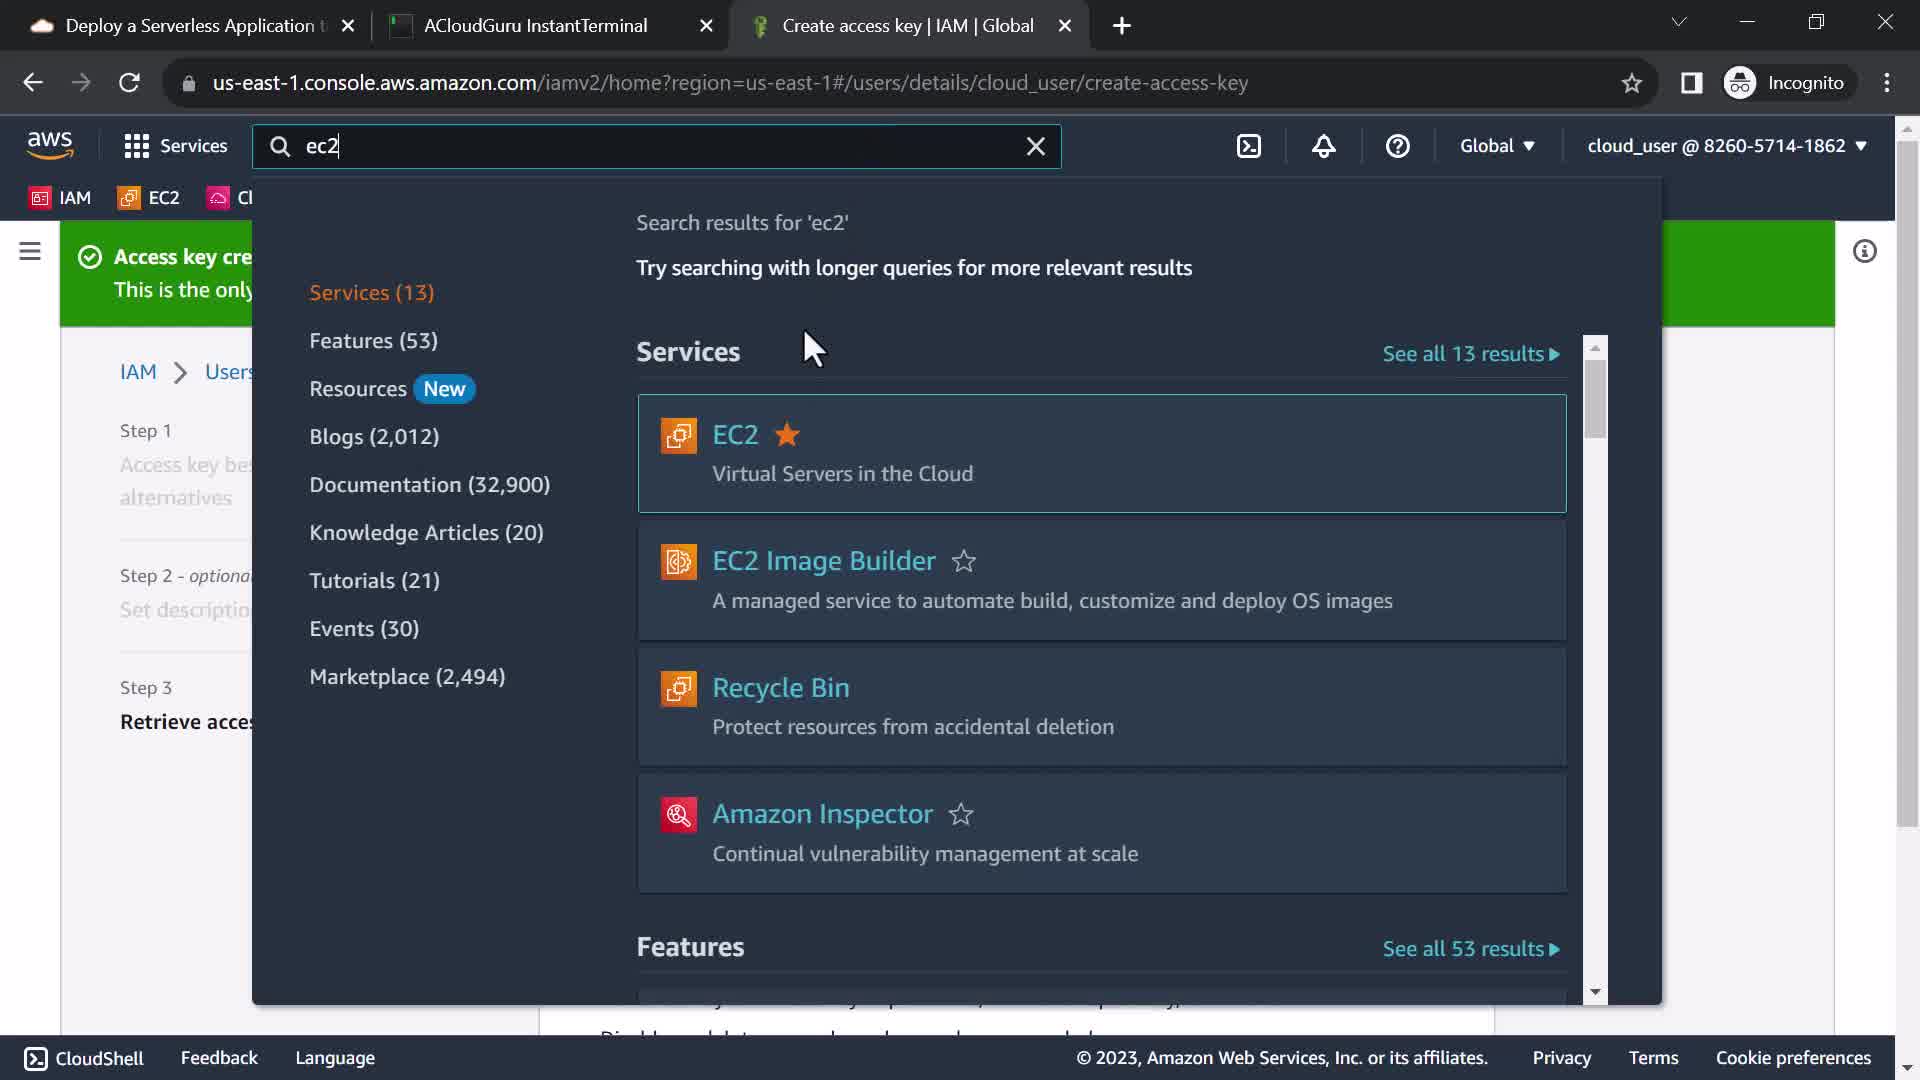 Deploy a Serverless Application t
ACloudGuru InstantTerminal
Create access key | IAM | Global
us-east-1.console.aws.amazon.com/iamv2/home?region=us-east-1#/users/details/cloud_user/create-access-key
Incognito
aws
Services
ec2
Global
cloud_user @ 8260-5714-1862
IAM
EC2
Cl
Access key cre
This is the only
IAM
Users
Step 1
Access key bes
alternatives
Step 2 - optional
Set descriptio
Step 3
Retrieve acces
Search results for 'ec2'
Try searching with longer queries for more relevant results
Services (13)
Features (53)
Resources New
Blogs (2,012)
Documentation (32,900)
Knowledge Articles (20)
Tutorials (21)
Events (30)
Marketplace (2,494)
Services
See all 13 results
EC2
Virtual Servers in the Cloud
EC2 Image Builder
A managed service to automate build, customize and deploy OS images
Recycle Bin
Protect resources from accidental deletion
Amazon Inspector
Continual vulnerability management at scale
Features
See all 53 results
CloudShell
Feedback
Language
© 2023, Amazon Web Services, Inc. or its affiliates.
Privacy
Terms
Cookie preferences